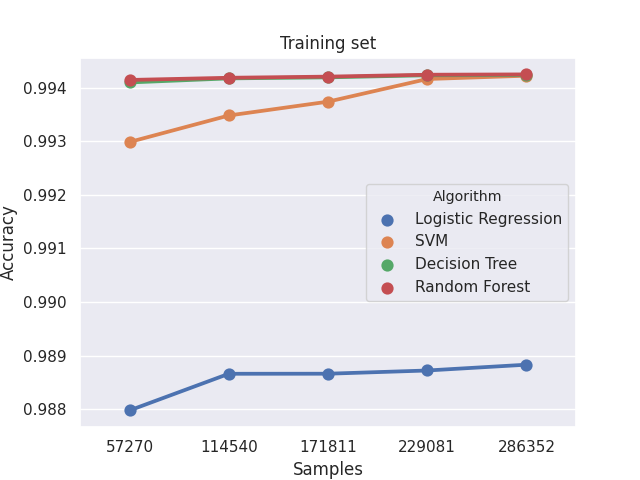 Training set
0.994
0.993
0.992
0.991
0.990
0.989
0.988
Accuracy
Algorithm
Logistic Regression
SVM
Decision Tree
Random Forest
57270 114540 171811 229081 286352
Samples